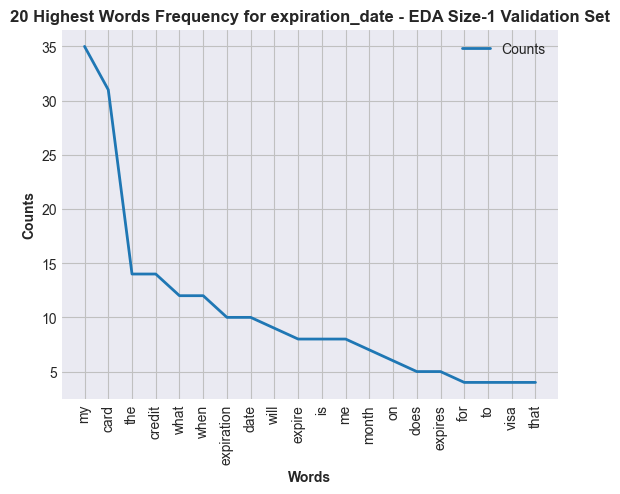 20 Highest Words Frequency for expiration_date - EDA Size-1 Validation Set
Counts
Counts
35
30
25
20
15
10
5
my
card
the
credit
what
when
expiration
date
will
expire
is
me
month
on
does
expires
for
to
visa
that
Words